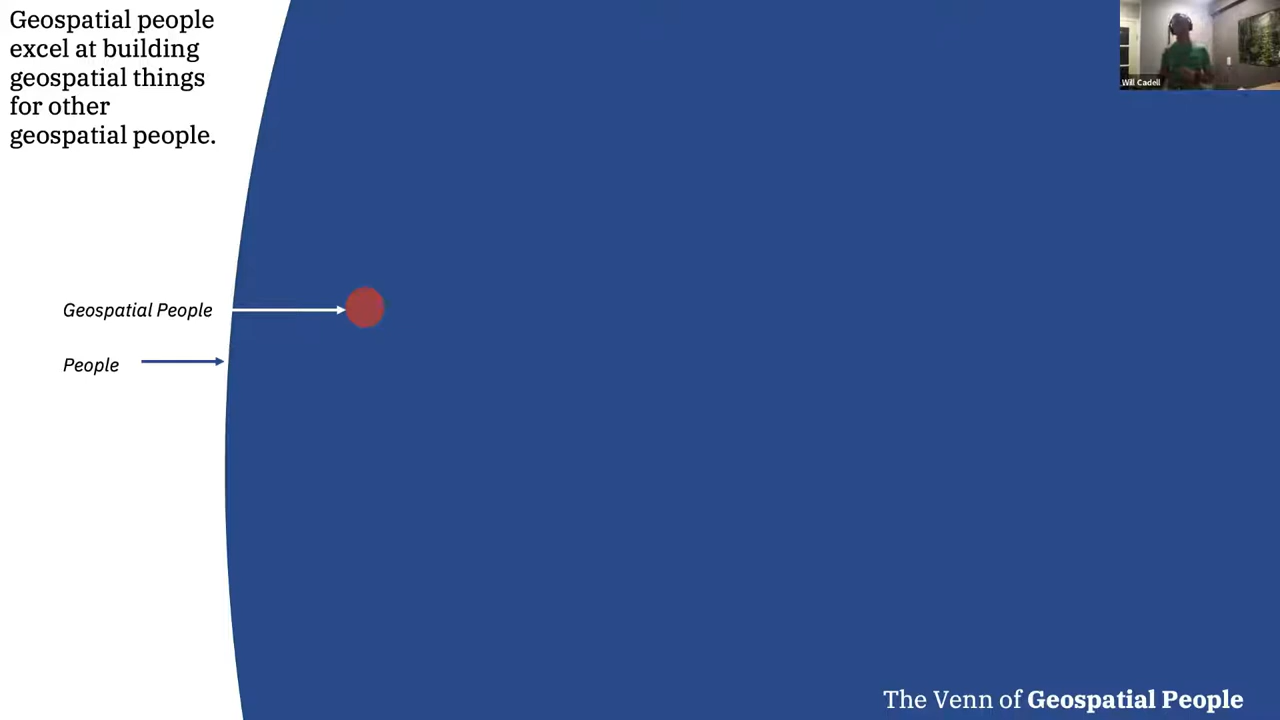 Geospatial people
excel at building
geospatial things
for other
geospatial people.
Will Cadell
Geospatial People
People
The Venn of Geospatial People